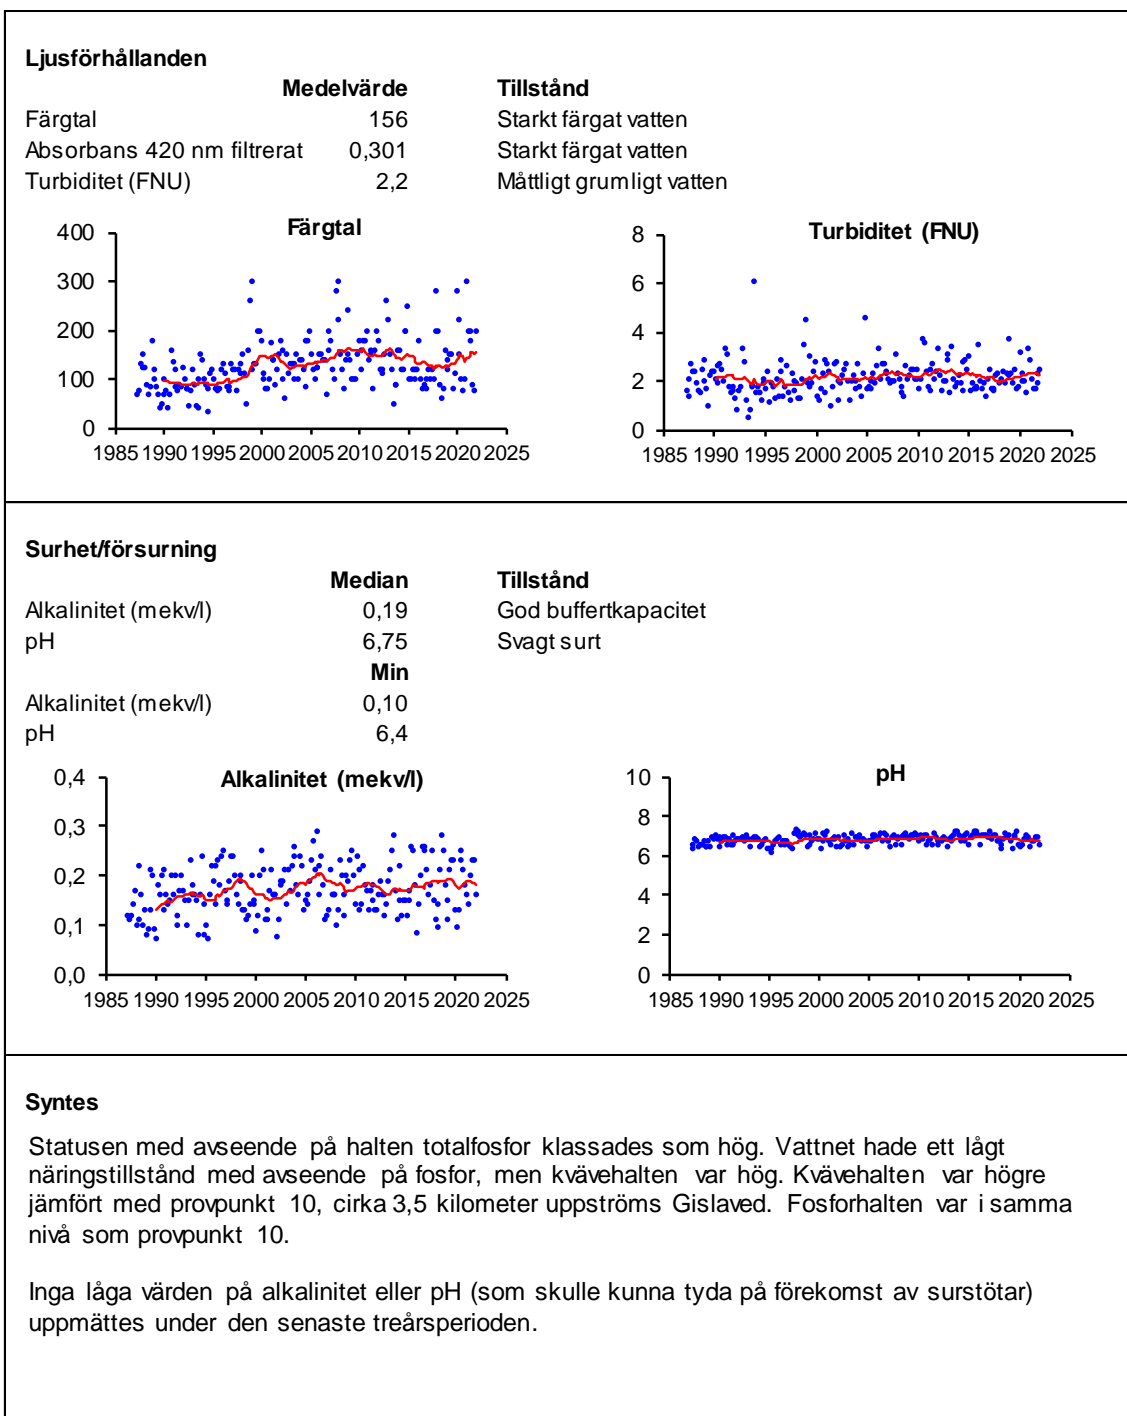 Ljusförhållanden
Medelvärde Tillstånd
Färgtal 156 Starkt färgat vatten
Absorbans 420 nm filtrerat 0,301 Starkt färgat vatten
Turbiditet (FNU) 2,2 Måttligt grumligt vatten
Färgtal
400
300
200
100
0
1985 1990 1995 2000 2005 2010 2015 2020 2025
Turbiditet (FNU)
8
6
4
2
0
1985 1990 1995 2000 2005 2010 2015 2020 2025
Surhet/försurning
Median Tillstånd
Alkalinitet (mekv/l) 0,19 God buffertkapacitet
pH 6,75 Svagt surt
Min
Alkalinitet (mekv/l) 0,10
pH 6,4
Alkalinitet (mekv/l)
0,4
0,3
0,2
0,1
0,0
1985 1990 1995 2000 2005 2010 2015 2020 2025
pH
10
8
6
4
2
0
1985 1990 1995 2000 2005 2010 2015 2020 2025
Syntes
Statusen med avseende på halten totalfosfor klassades som hög. Vattnet hade ett lågt
näringstillstånd med avseende på fosfor, men kvävehalten var hög. Kvävehalten var högre
jämfört med provpunkt 10, cirka 3,5 kilometer uppströms Gislaved. Fosforhalten var i samma
nivå som provpunkt 10.
Inga låga värden på alkalinitet eller pH (som skulle kunna tyda på förekomst av surstötar)
uppmättes under den senaste treårsperioden.